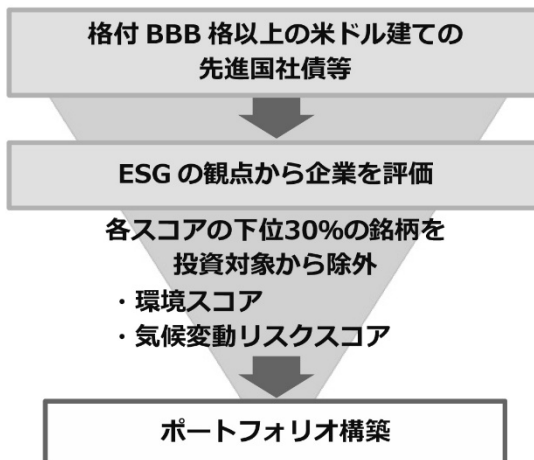 格付 BBB 格以上の米ドル建ての
先進国社債等
ESG の観点から企業を評価
各スコアの下位30%の銘柄を
投資対象から除外
・環境スコア
・気候変動リスクスコア
ポートフォリオ構築